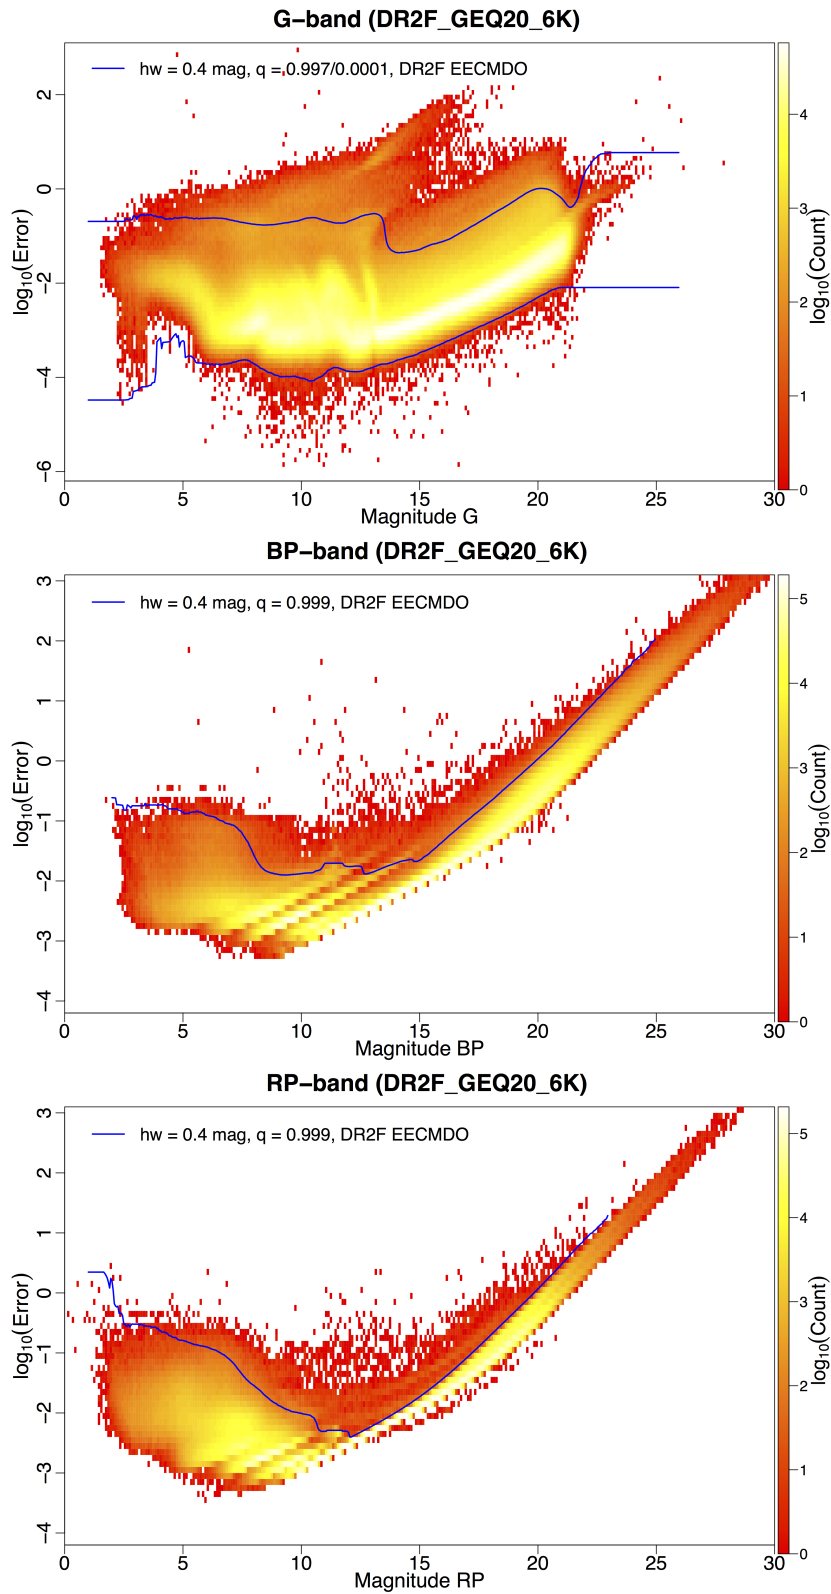 G−band (DR2F_GEQ20_6K)
hw = 0.4 mag, q = 0.997/0.0001, DR2F EECMDO
log10(Error)
2
0
−2
−4
−6
0 5 10 15 20 25 30
Magnitude G
4
3
2
1
0
log10(Count)
BP−band (DR2F_GEQ20_6K)
hw = 0.4 mag, q = 0.999, DR2F EECMDO
log10(Error)
3
2
1
0
−1
−2
−3
−4
0 5 10 15 20 25 30
Magnitude BP
5
4
3
2
1
0
log10(Count)
RP−band (DR2F_GEQ20_6K)
hw = 0.4 mag, q = 0.999, DR2F EECMDO
log10(Error)
3
2
1
0
−1
−2
−3
−4
0 5 10 15 20 25 30
Magnitude RP
5
4
3
2
1
0
log10(Count)